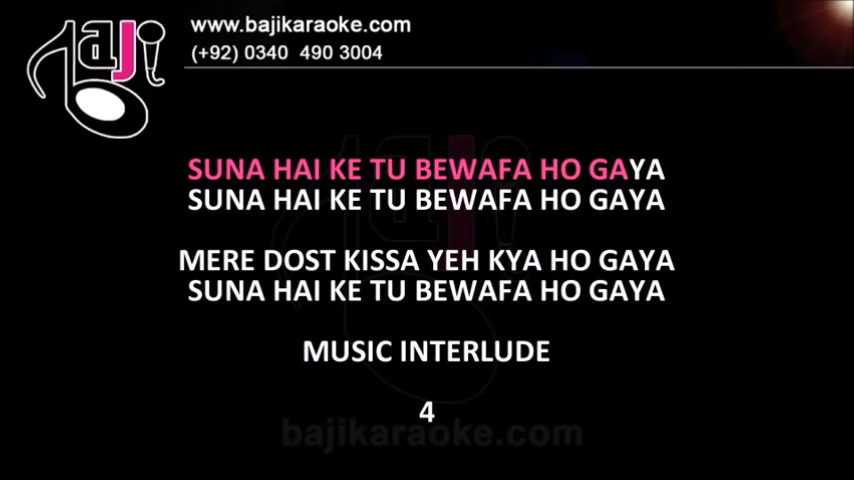 Baji
www.bajikaraoke.com
(+92) 0340 490 3004
SUNA HAI KE TU BEWAFA HO GAYA
SUNA HAI KE TU BEWAFA HO GAYA
MERE DOST KISSA YEH KYA HO GAYA
SUNA HAI KE TU BEWAFA HO GAYA
MUSIC INTERLUDE
4
bajikaraoke.com